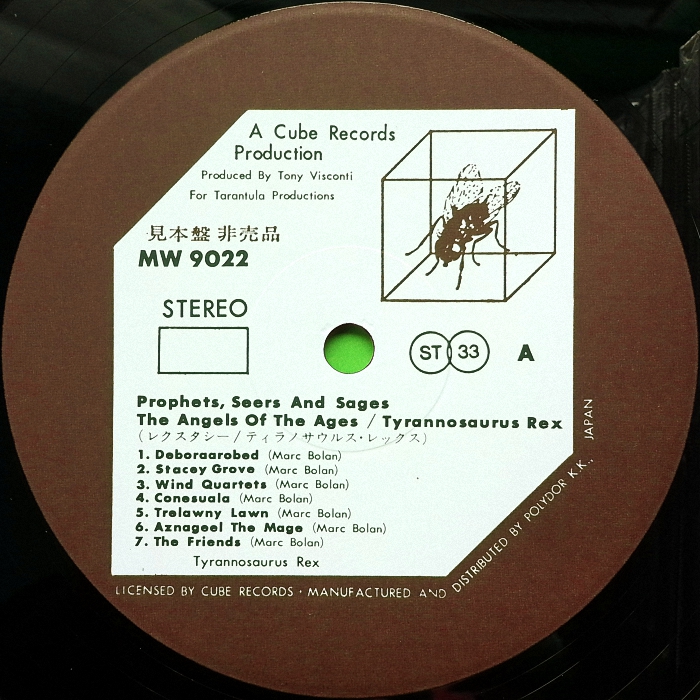 A Cube Records
Production
Produced By Tony Visconti
For Tarantula Productions
見本盤 非売品
MW 9022
STEREO
ST 33 A
Prophets, Seers And Sages
The Angels Of The Ages / Tyrannosaurus Rex
(レクスタシー/ティラノサウルス・レックス)
1. Deboraarobed (Marc Bolan)
2. Stacey Grove (Marc Bolan)
3. Wind Quartets (Marc Bolan)
4. Conesuala (Marc Bolan)
5. Trelawny Lawn (Marc Bolan)
6. Aznageel The Mage (Marc Bolan)
7. The Friends (Marc Bolan)
Tyrannosaurus Rex
LICENSED BY CUBE RECORDS · MANUFACTURED AND DISTRIBUTED BY POLYDOR K.K., JAPAN